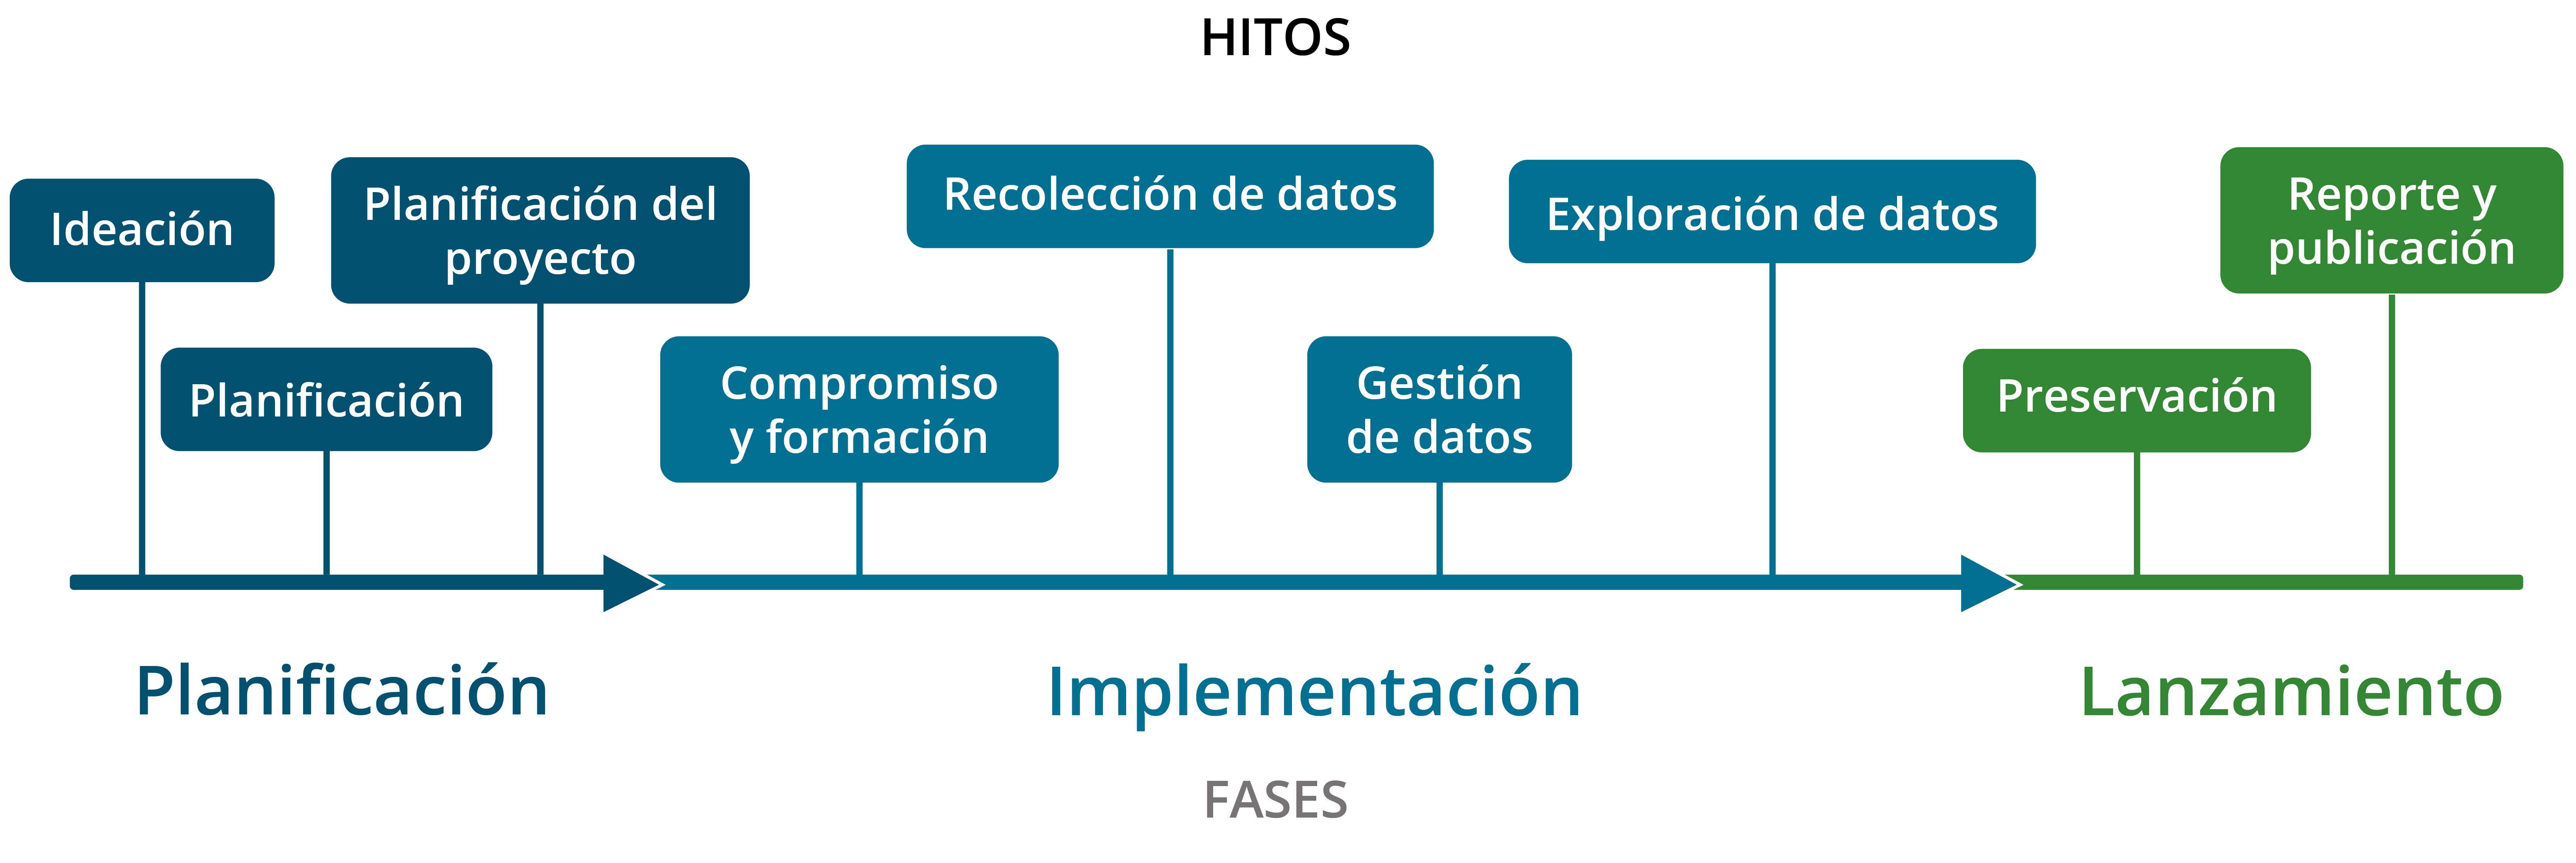 HITOS
Ideación
Planificación
Planificación del
proyecto
Compromiso
y formación
Recolección de datos
Gestión
de datos
Exploración de datos
Preservación
Reporte y
publicación
Planificación
Implementación
Lanzamiento
FASES